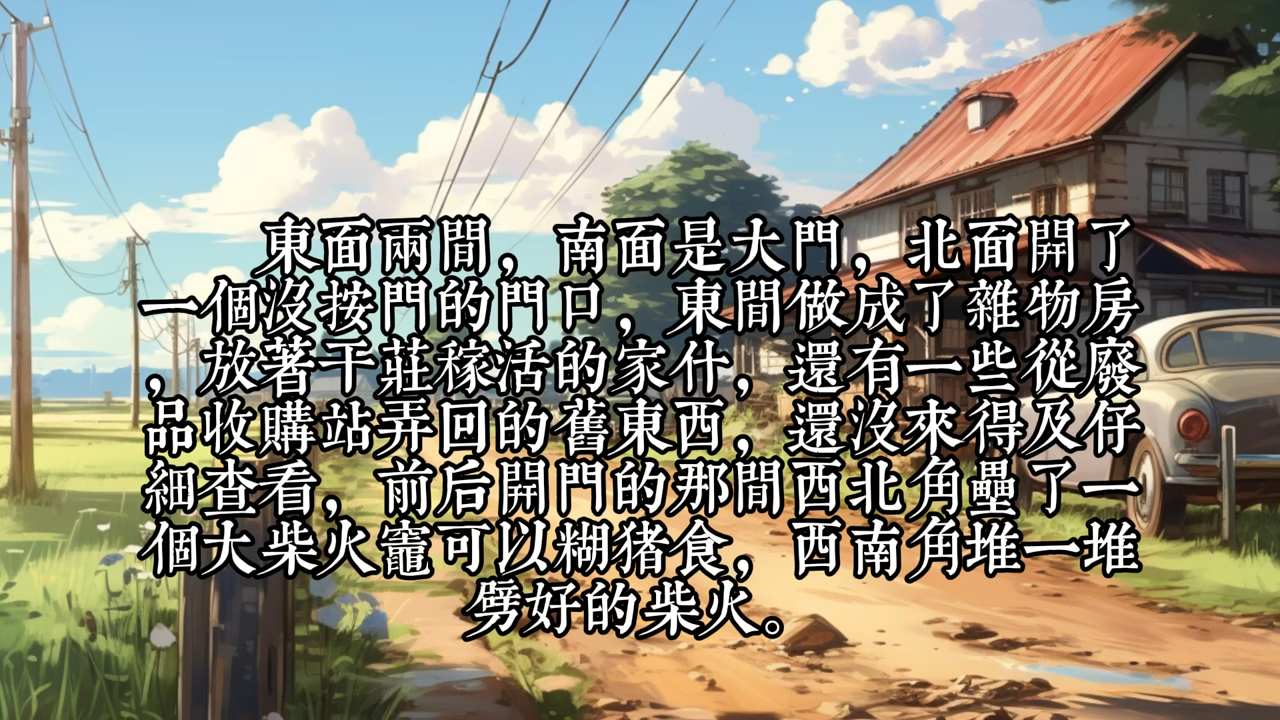 東面兩間，南面是大門，北面開了
一個沒按門的門口，東間做成了雜物房
，放著干莊稼活的家什，還有一些從廢
品收購站弄回的舊東西，還沒來得及仔
細查看，前后開門的那間西北角壘了一
個大柴火竈可以糊猪食，西南角堆一堆
劈好的柴火。